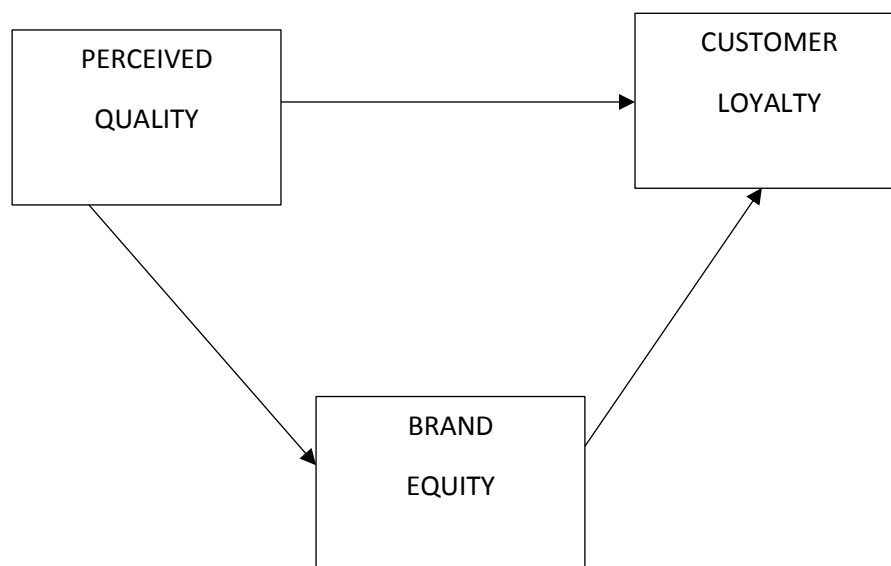 PERCEIVED
QUALITY
CUSTOMER
LOYALTY
BRAND
EQUITY